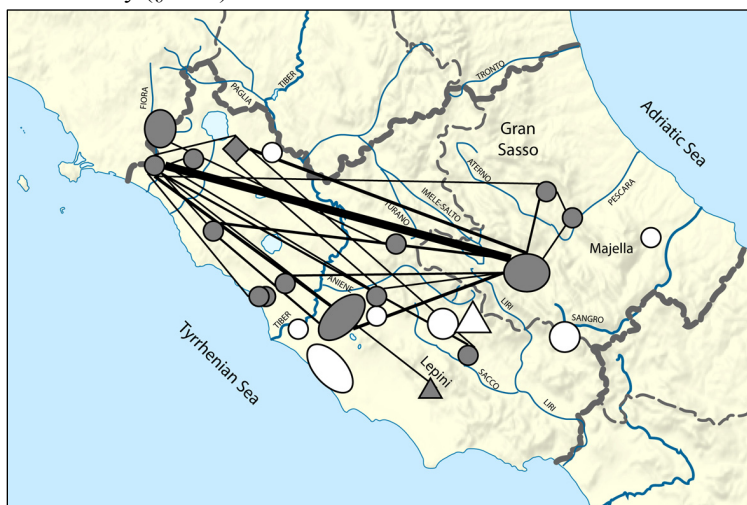 FIORA
PAGLIA
TIBER
TRONTO
Adriatic Sea
Gran
Sasso
ATERNO
IMELE-SALTO
TURANO
PESCARA
Majella
ANIENE
TIBER
LIRI
SANGRO
Tyrrhenian Sea
Lepini
SACCO
LIRI